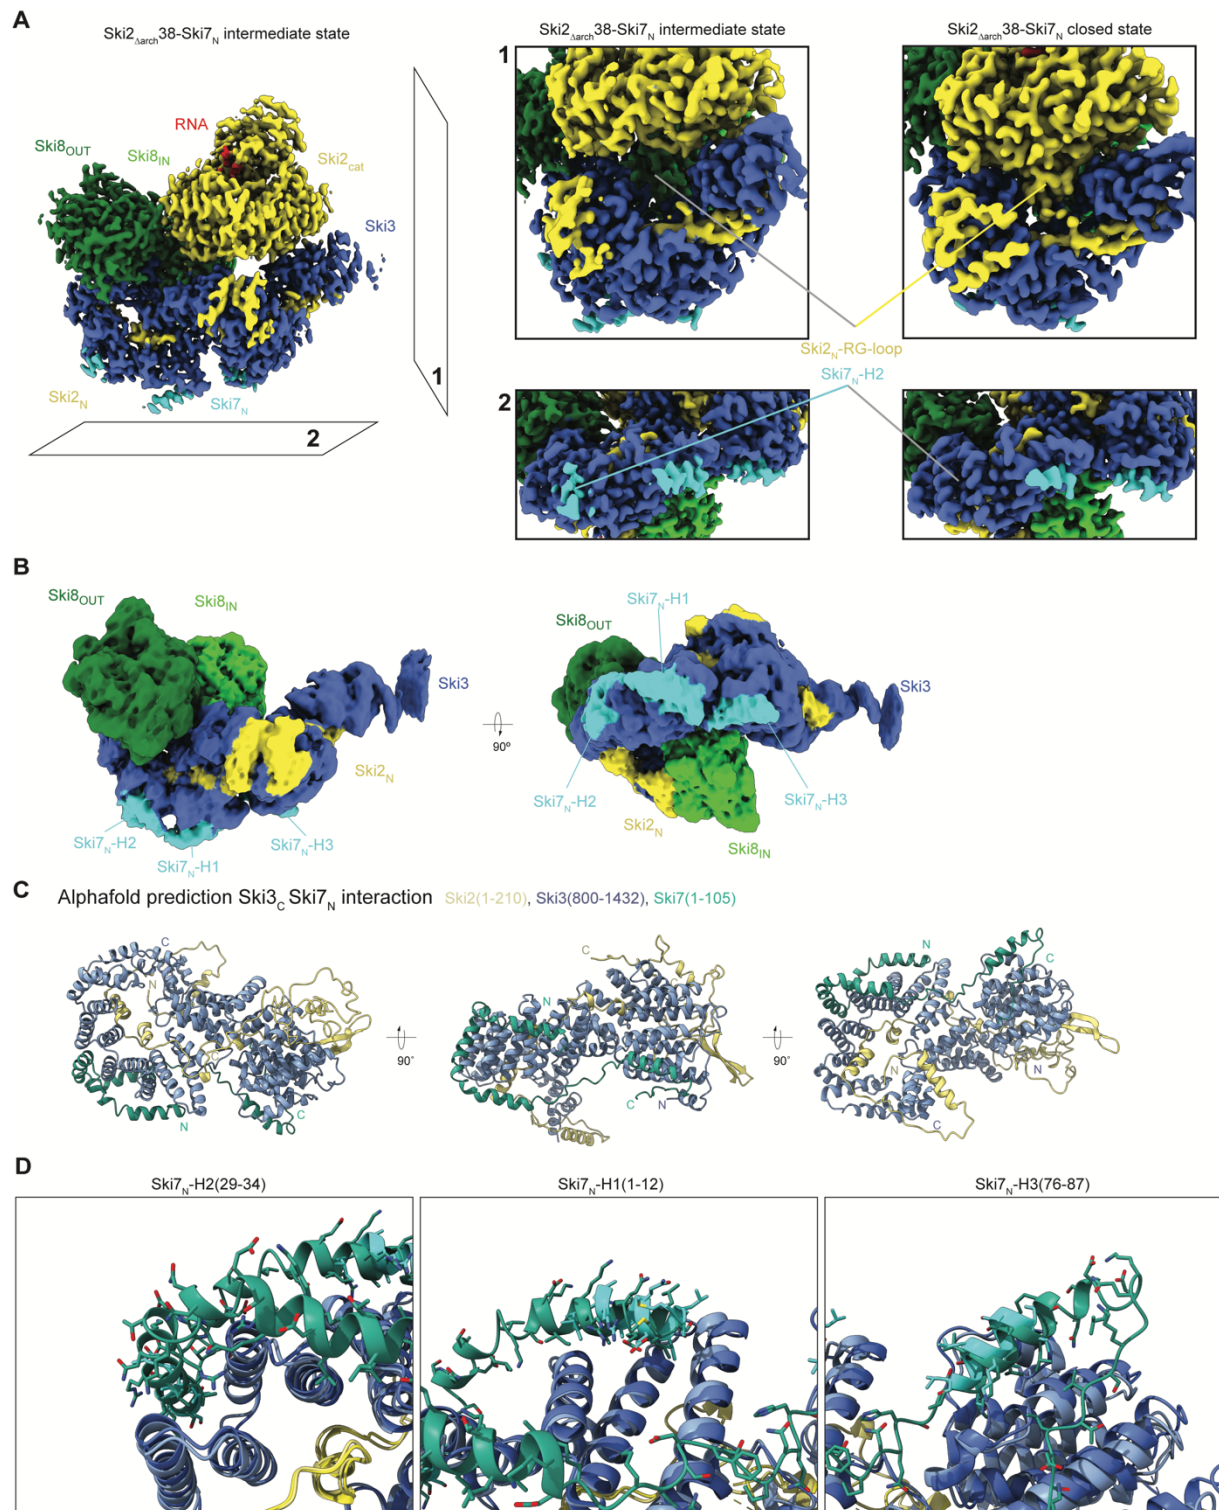 A
Ski2Δarch38-Ski7N intermediate state
Ski2Δarch38-Ski7N intermediate state
Ski2Δarch38-Ski7N closed state
1
RNA
Ski8OUT
Ski8IN
Ski2cat
Ski3
Ski2N
Ski7N
1
2
Ski2N-RG-loop
Ski7N-H2
2
B
Ski8OUT
Ski8IN
Ski3
Ski2N
Ski7N-H2
Ski7N-H1
Ski7N-H3
90º
Ski7N-H1
Ski8OUT
Ski3
Ski7N-H2
Ski7N-H3
Ski2N
Ski8IN
C
Alphafold prediction Ski3C Ski7N interaction Ski2(1-210), Ski3(800-1432), Ski7(1-105)
C
N
C
N
C
90°
C
N
C
N
90°
N
C
N
N
C
D
Ski7N-H2(29-34)
Ski7N-H1(1-12)
Ski7N-H3(76-87)